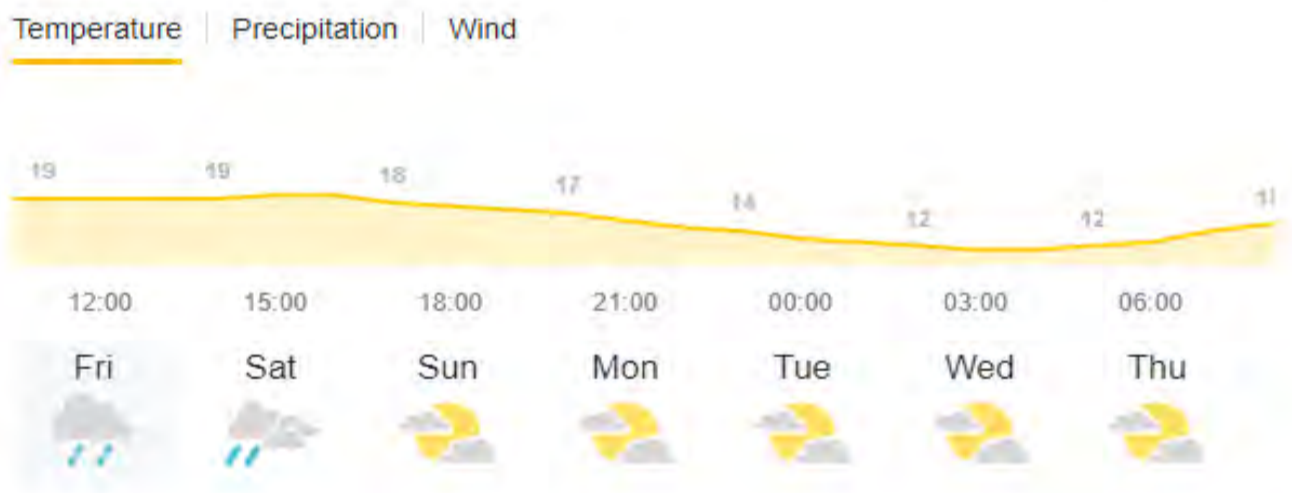 Temperature Precipitation Wind
19 19 18 17 14 12 12
12:00 15:00 18:00 21:00 00:00 03:00 06:00
Fri Sat Sun Mon Tue Wed Thu